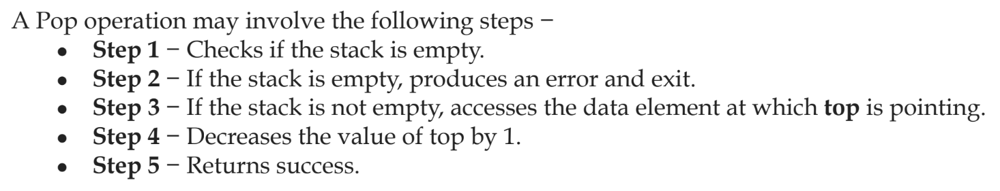 A Pop operation may involve the following steps −
• Step 1 − Checks if the stack is empty.
• Step 2 − If the stack is empty, produces an error and exit.
• Step 3 − If the stack is not empty, accesses the data element at which top is pointing.
• Step 4 − Decreases the value of top by 1.
• Step 5 − Returns success.